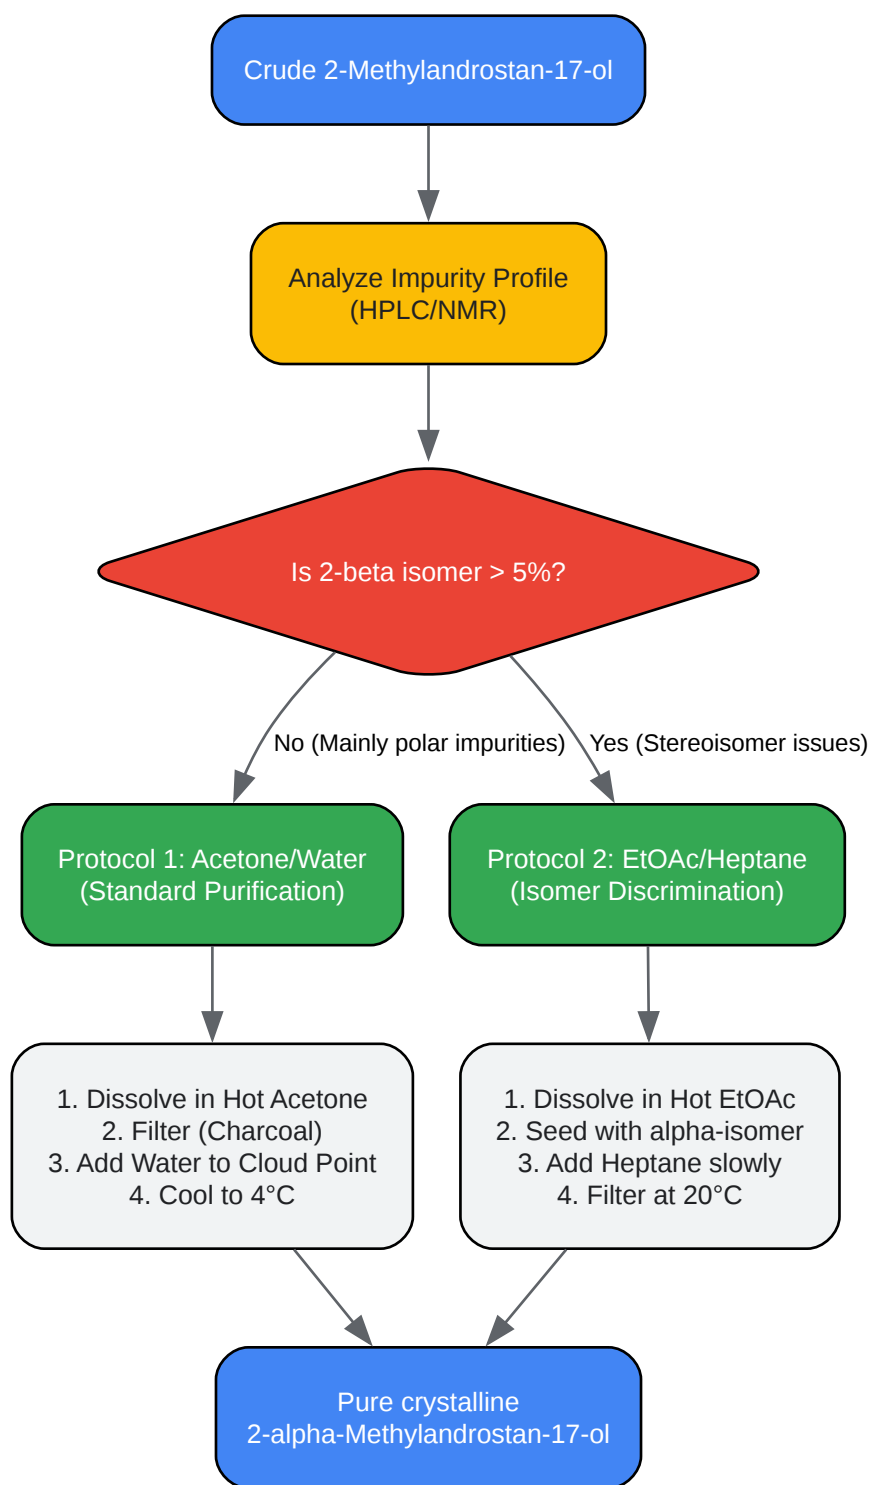 Crude 2-Methylandrostan-17-ol
Analyze Impurity Profile
(HPLC/NMR)
Is 2-beta isomer > 5%?
No (Mainly polar impurities)
Yes (Stereoisomer issues)
Protocol 1: Acetone/Water
(Standard Purification)
Protocol 2: EtOAc/Heptane
(Isomer Discrimination)
1. Dissolve in Hot Acetone
2. Filter (Charcoal)
3. Add Water to Cloud Point
4. Cool to 4°C
1. Dissolve in Hot EtOAc
2. Seed with alpha-isomer
3. Add Heptane slowly
4. Filter at 20°C
Pure crystalline
2-alpha-Methylandrostan-17-ol